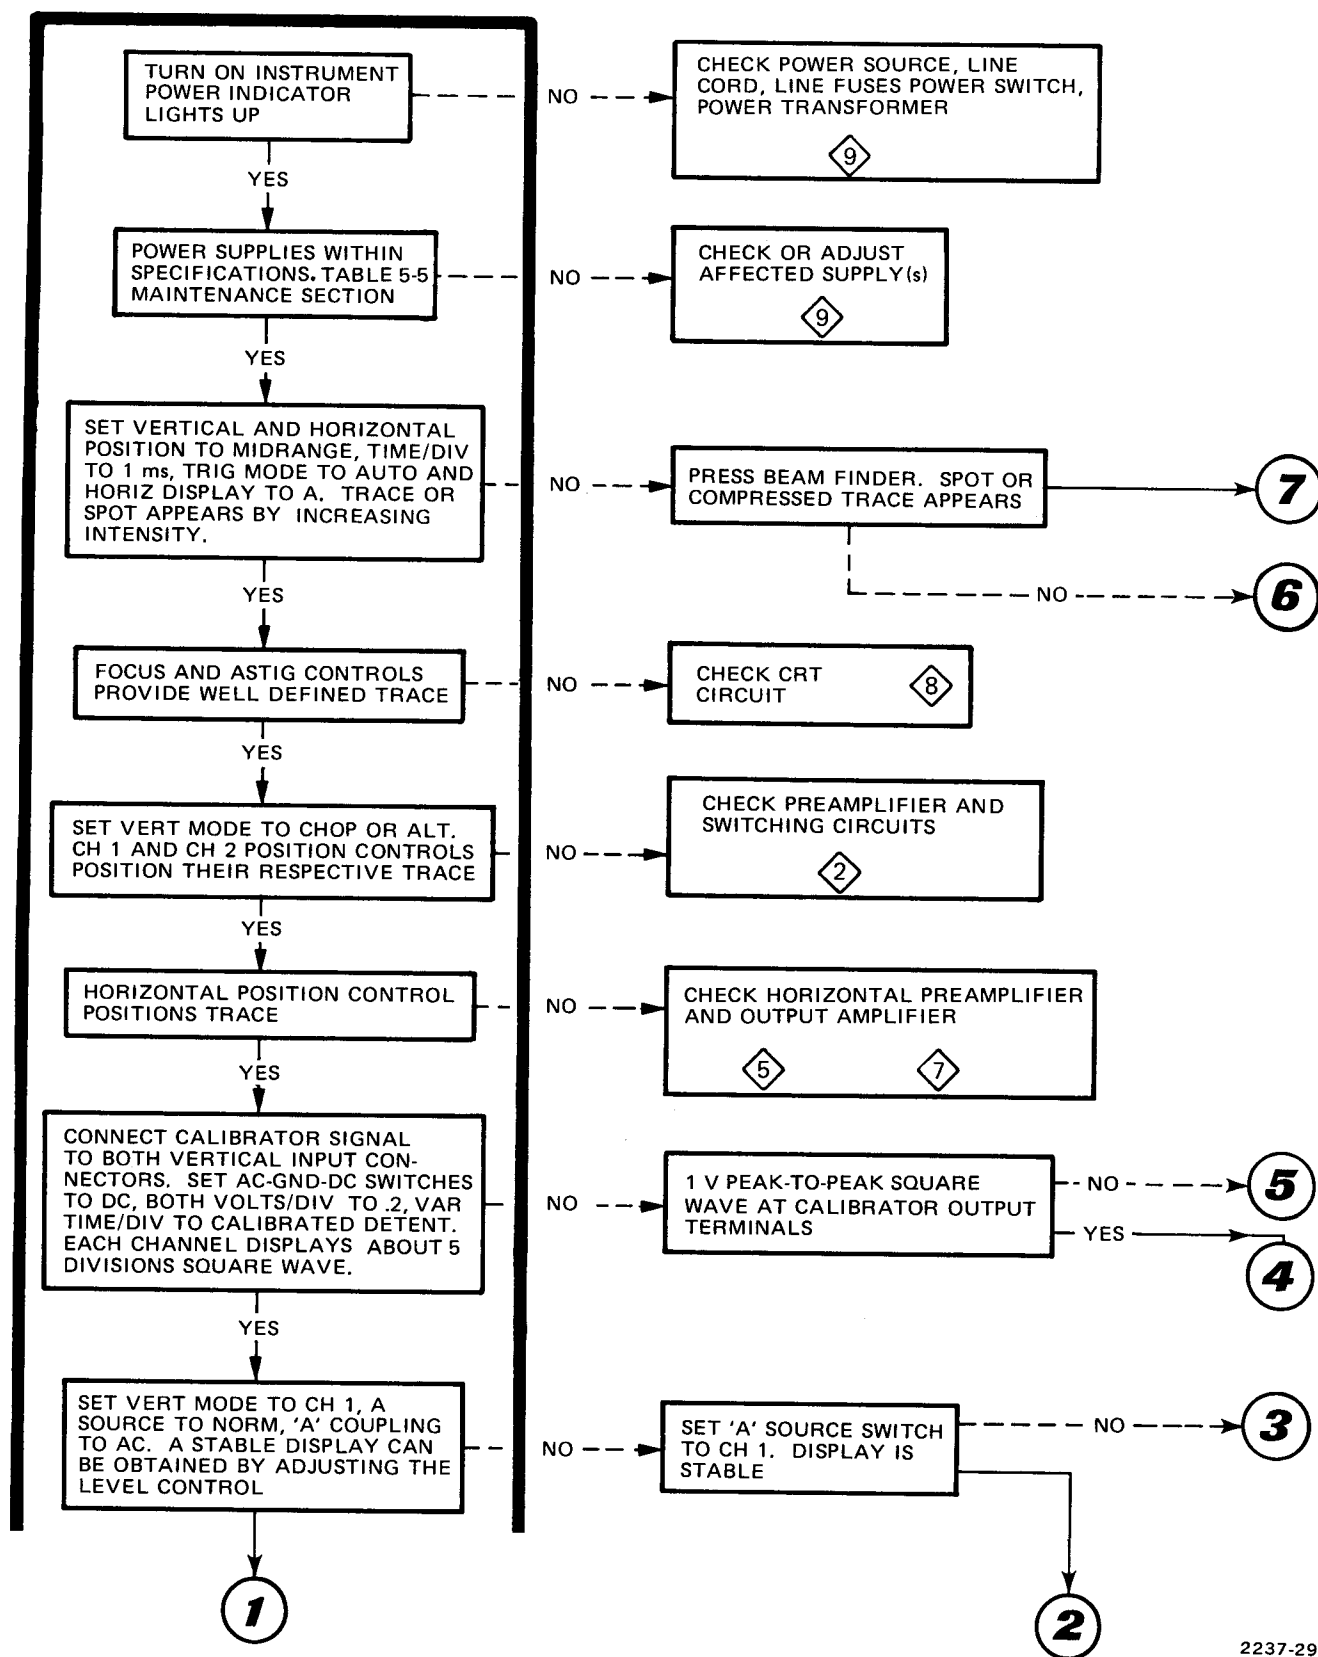 TURN ON INSTRUMENT
POWER INDICATOR
LIGHTS UP
NO
CHECK POWER SOURCE, LINE
CORD, LINE FUSES POWER SWITCH,
POWER TRANSFORMER
9
YES
POWER SUPPLIES WITHIN
SPECIFICATIONS. TABLE 5-5
MAINTENANCE SECTION
NO
CHECK OR ADJUST
AFFECTED SUPPLY(s)
9
YES
SET VERTICAL AND HORIZONTAL
POSITION TO MIDRANGE, TIME/DIV
TO 1 ms, TRIG MODE TO AUTO AND
HORIZ DISPLAY TO A. TRACE OR
SPOT APPEARS BY INCREASING
INTENSITY.
NO
PRESS BEAM FINDER. SPOT OR
COMPRESSED TRACE APPEARS
7
NO
6
YES
FOCUS AND ASTIG CONTROLS
PROVIDE WELL DEFINED TRACE
NO
CHECK CRT
CIRCUIT
8
YES
SET VERT MODE TO CHOP OR ALT.
CH 1 AND CH 2 POSITION CONTROLS
POSITION THEIR RESPECTIVE TRACE
NO
CHECK PREAMPLIFIER AND
SWITCHING CIRCUITS
2
YES
HORIZONTAL POSITION CONTROL
POSITIONS TRACE
NO
CHECK HORIZONTAL PREAMPLIFIER
AND OUTPUT AMPLIFIER
5 7
YES
CONNECT CALIBRATOR SIGNAL
TO BOTH VERTICAL INPUT CON-
NECTORS. SET AC-GND-DC SWITCHES
TO DC, BOTH VOLTS/DIV TO .2, VAR
TIME/DIV TO CALIBRATED DETENT.
EACH CHANNEL DISPLAYS ABOUT 5
DIVISIONS SQUARE WAVE.
NO
1 V PEAK-TO-PEAK SQUARE
WAVE AT CALIBRATOR OUTPUT
TERMINALS
NO
5
YES
4
YES
SET VERT MODE TO CH 1, A
SOURCE TO NORM, 'A' COUPLING
TO AC. A STABLE DISPLAY CAN
BE OBTAINED BY ADJUSTING THE
LEVEL CONTROL
NO
SET 'A' SOURCE SWITCH
TO CH 1. DISPLAY IS
STABLE
NO
3
1
2
2237-29